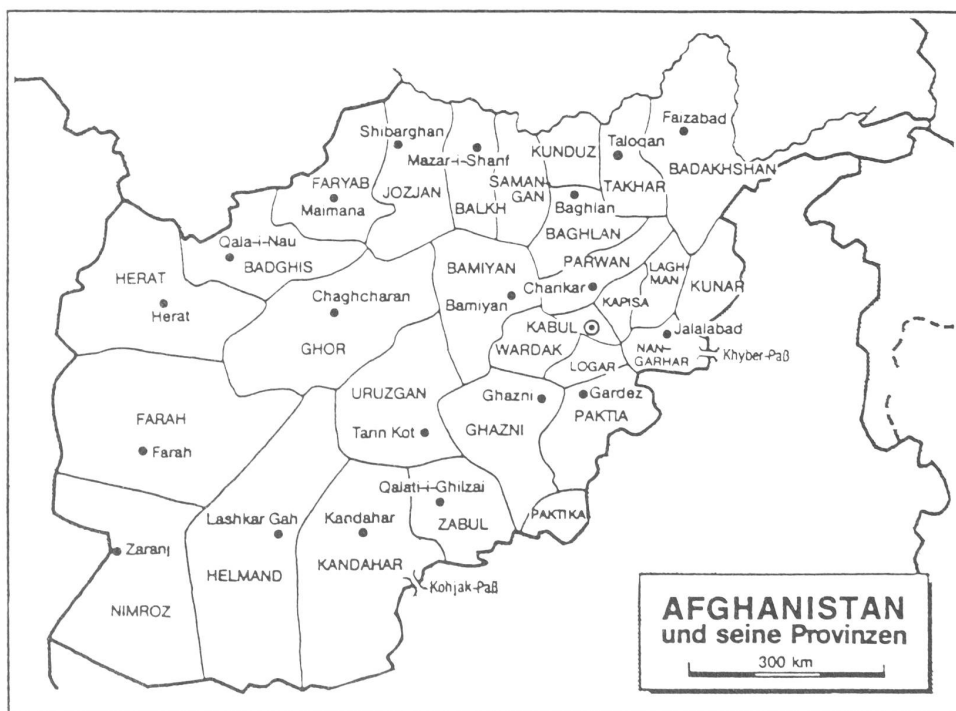 Faizabad
Shibarghan
Taloqan
KUNDUZ
Mazar-i-Sharif
BADAKHSHAN
FARYAB
JOZJAN
SAMAN-
GAN
TAKHAR
Maimana
BALKH
Baghlan
Qala-i-Nau
BAGHLAN
BADGHIS
BAMIYAN
PARWAN
LAGH-
MAN
HERAT
KUNAR
Herat
Chaghcharan
Bamiyan
Charikar
KAPISA
KABUL
Jalalabad
GHOR
WARDAK
NAN-
GARHAR
Khyber-Paß
LOGAR
URUZGAN
Ghazni
Gardez
FARAH
PAKTIA
Tarin Kot
GHAZNI
Farah
Qalati-i-Ghilzai
Lashkar Gah
Kandahar
ZABUL
PAKTIKA
Zaranj
HELMAND
KANDAHAR
Kohjak-Paß
NIMROZ
AFGHANISTAN
und seine Provinzen
300 km